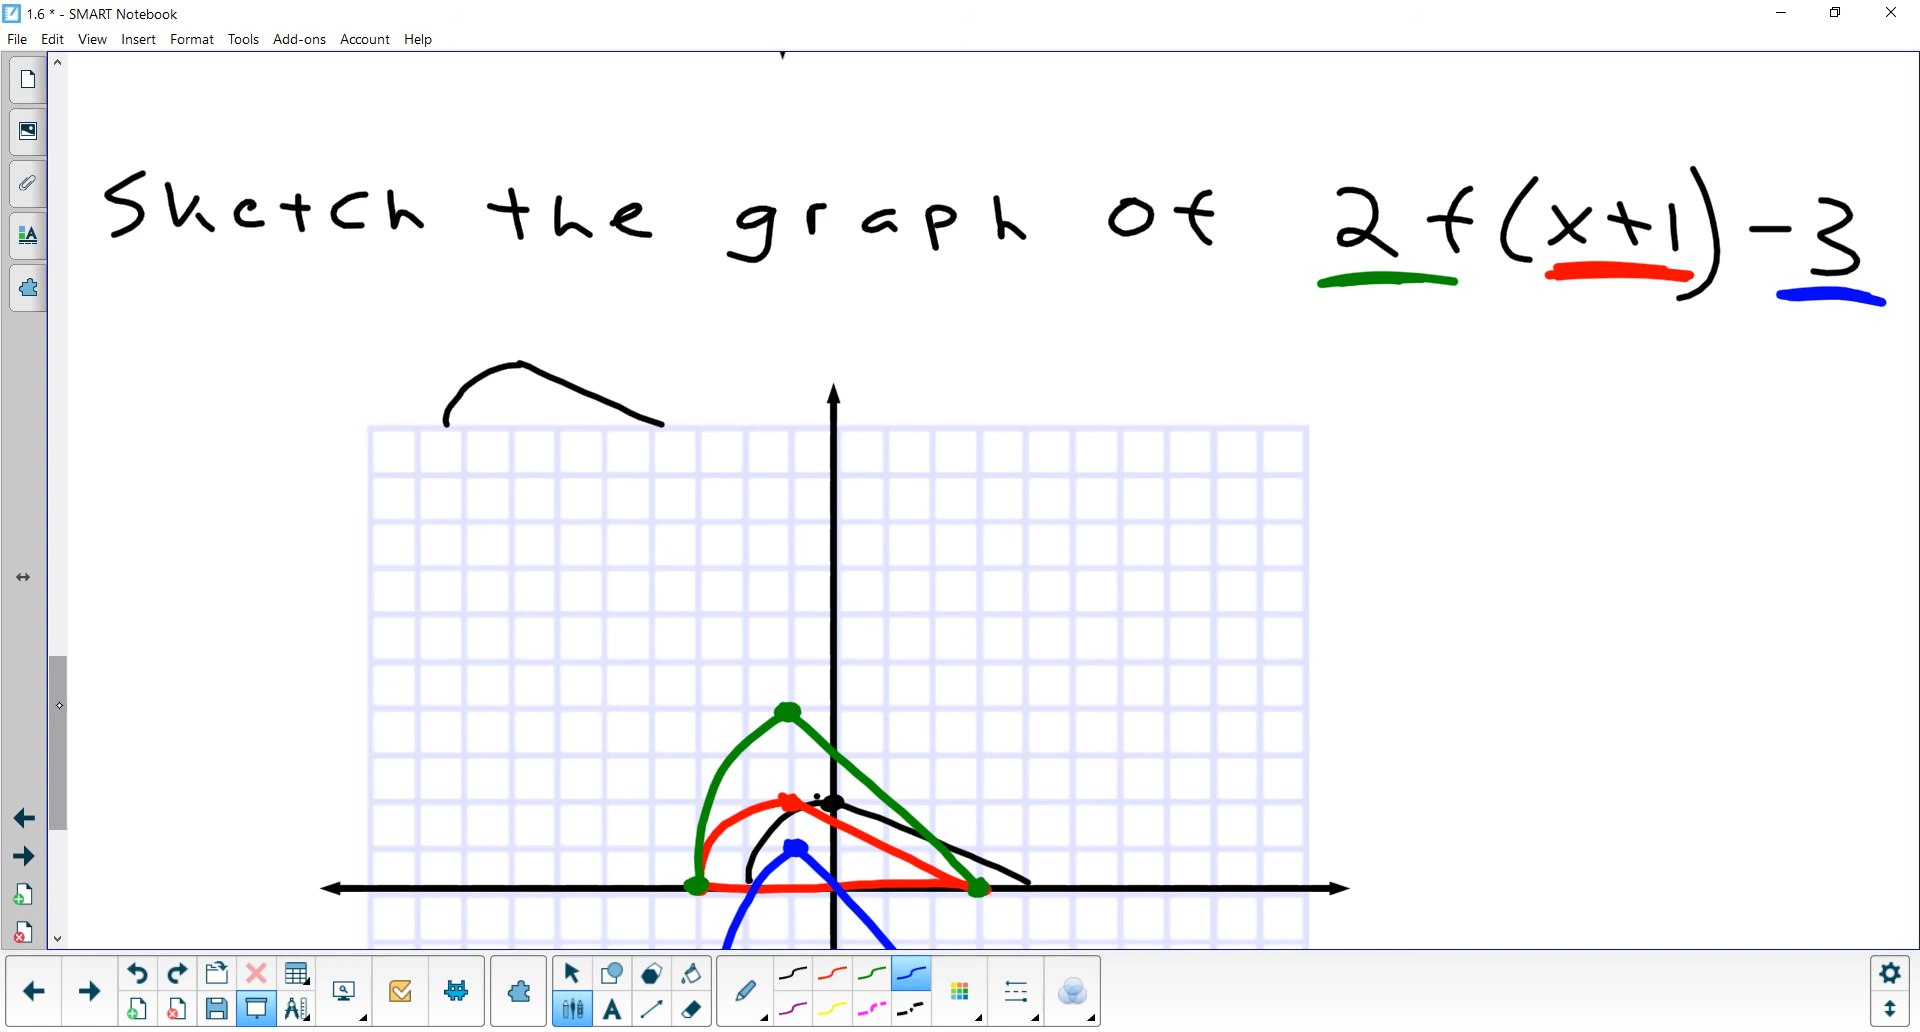 1.6 * - SMART Notebook
File Edit View Insert Format Tools Add-ons Account Help
Sketch the graph of 2f(x+1)-3